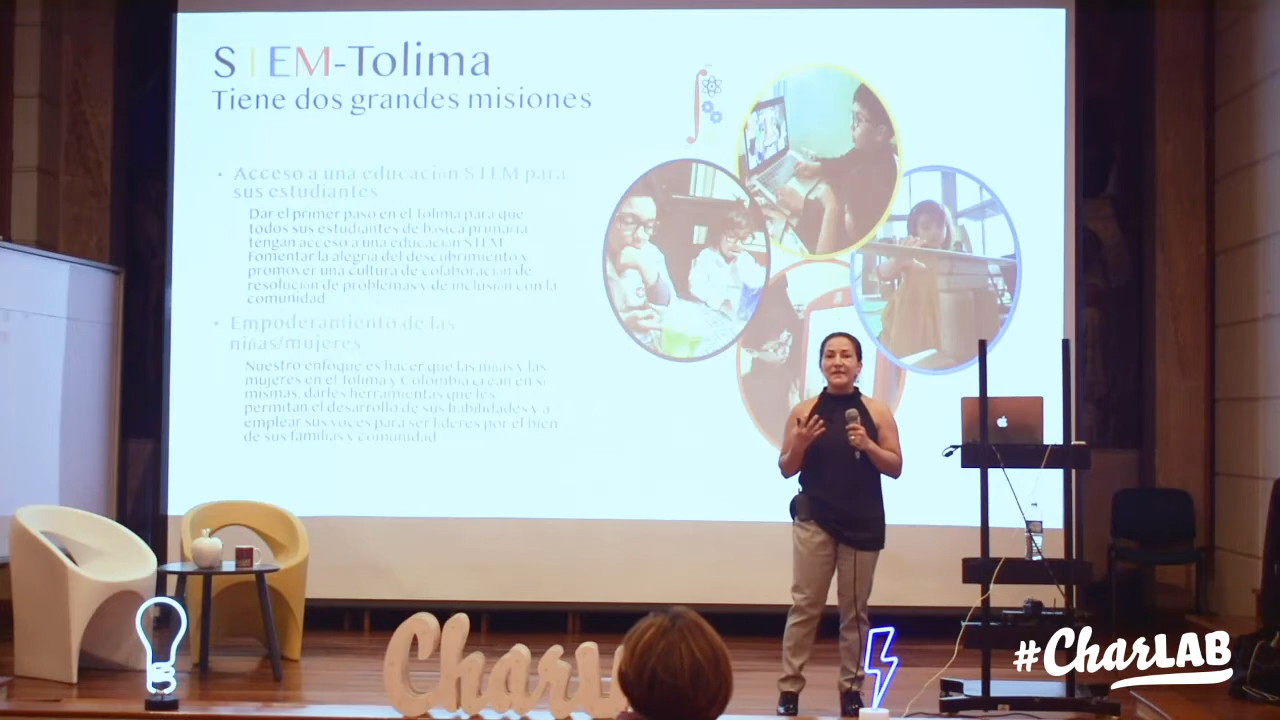 STEM-Tolima
Tiene dos grandes misiones
• Acceso a una educación STEM para
sus estudiantes
Dar el primer paso en el Tolima para que
todos sus estudiantes de básica primaria
tengan acceso a una educación STEM
Fomentar la alegría del descubrimiento y
promover una cultura de colaboración de
resolución de problemas y de inclusión con la
comunidad
• Empoderamiento de las
niñas/mujeres
Nuestro enfoque es hacer que las niñas y las
mujeres en el Tolima y Colombia crean en si
mismas, darles herramientas que les
permitan el desarrollo de sus habilidades y a
emplear sus voces para ser líderes por el bien
de sus familias y comunidad
Charl
#CharLAB